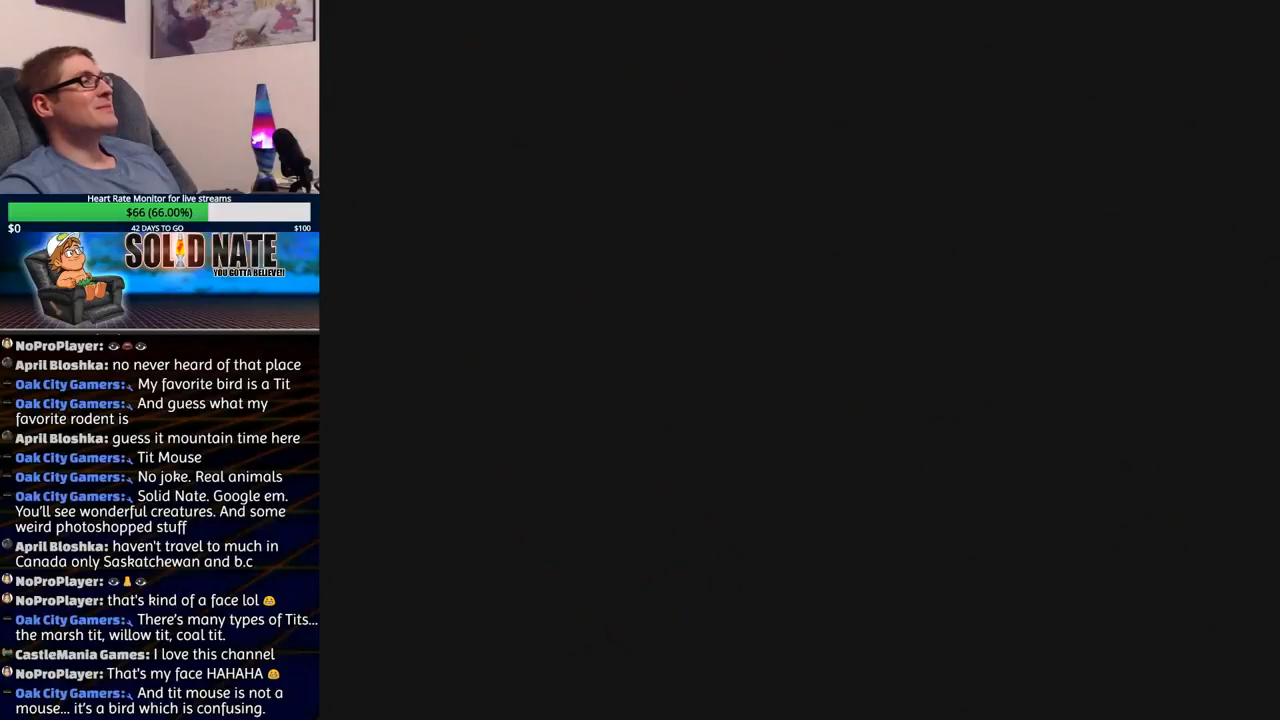 Heart Rate Monitor for live streams
$66 (66.00%)
$0 42 DAYS TO GO $100
SOLID NATE
YOU GOTTA BELIEVE!!
NoProPlayer: 👁👄👁
April Bloshka: no never heard of that place
Oak City Gamers: My favorite bird is a Tit
Oak City Gamers: And guess what my
favorite rodent is
April Bloshka: guess it mountain time here
Oak City Gamers: Tit Mouse
Oak City Gamers: No joke. Real animals
Oak City Gamers: Solid Nate. Google em.
You'll see wonderful creatures. And some
weird photoshopped stuff
April Bloshka: haven't travel to much in
Canada only Saskatchewan and b.c
NoProPlayer: 👁👃👁
NoProPlayer: that's kind of a face lol 😂
Oak City Gamers: There's many types of Tits...
the marsh tit, willow tit, coal tit.
CastleMania Games: I love this channel
NoProPlayer: That's my face HAHAHA 😂
Oak City Gamers: And tit mouse is not a
mouse... it's a bird which is confusing.